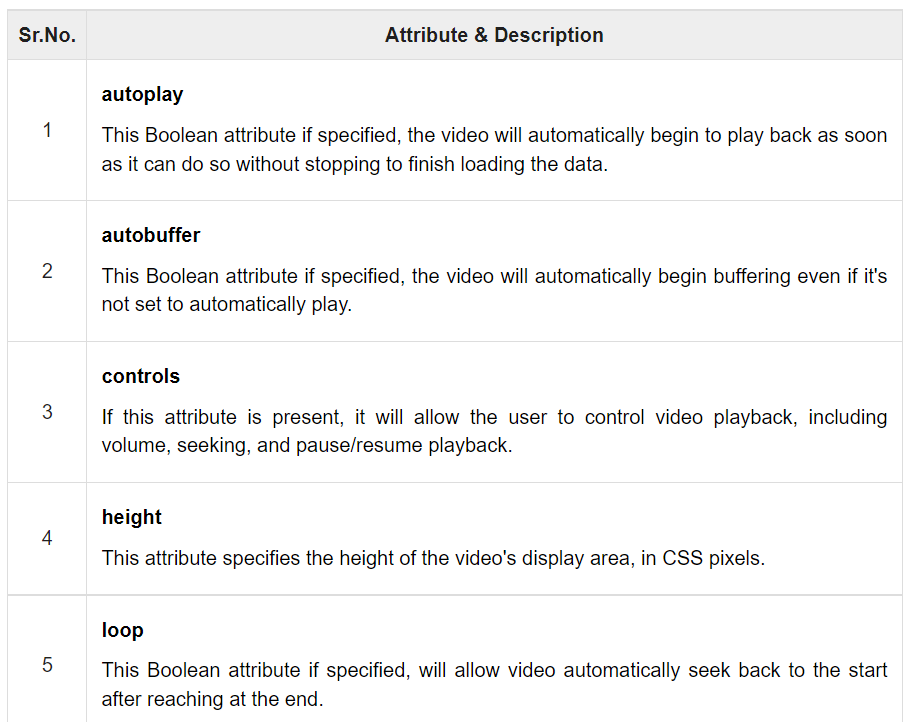 Sr.No. Attribute & Description
1
autoplay
This Boolean attribute if specified, the video will automatically begin to play back as soon
as it can do so without stopping to finish loading the data.
2
autobuffer
This Boolean attribute if specified, the video will automatically begin buffering even if it's
not set to automatically play.
3
controls
If this attribute is present, it will allow the user to control video playback, including
volume, seeking, and pause/resume playback.
4
height
This attribute specifies the height of the video's display area, in CSS pixels.
5
loop
This Boolean attribute if specified, will allow video automatically seek back to the start
after reaching at the end.